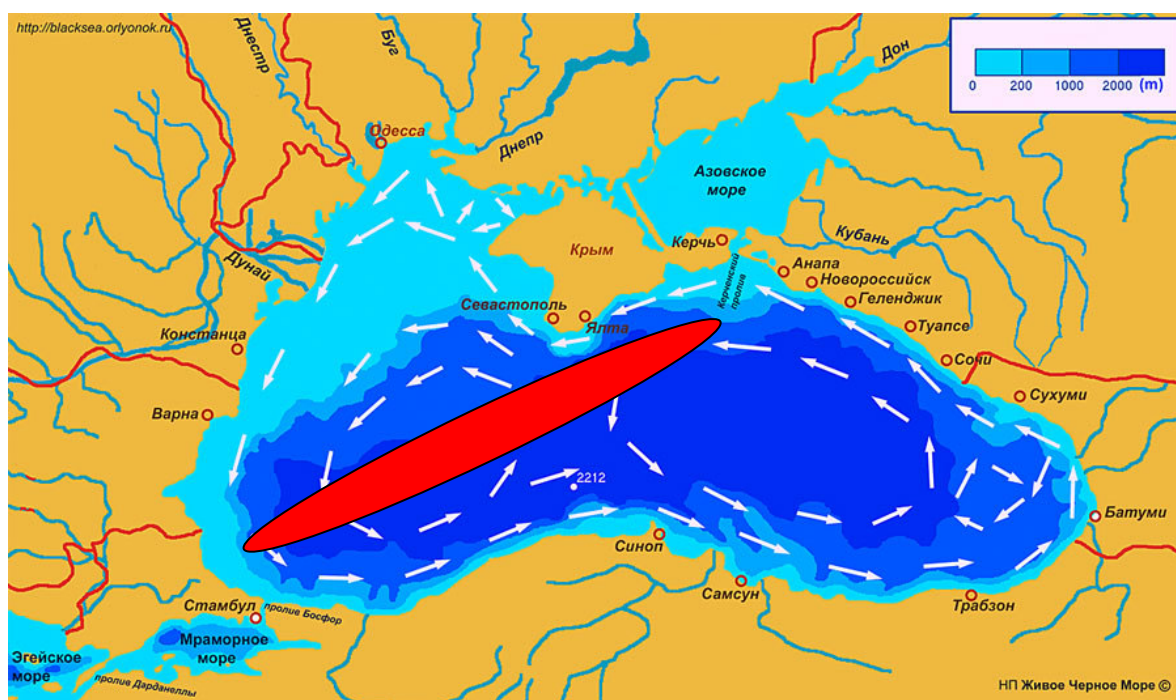 http://blacksea.orlyonok.ru
Днестр
Буг
Дон
0 200 1000 2000 (m)
Одесса
Днепр
Азовское
море
Кубань
Крым
Керчь
Керченский
пролив
Анапа
Новороссийск
Геленджик
Дунай
Севастополь
Ялта
Туапсе
Констанца
Сочи
Сухуми
Варна
2212
Батуми
Синоп
Самсун
Трабзон
Стамбул
пролив Босфор
Мраморное
море
Эгейское
море
пролив Дарданеллы
НП Живое Черное Море ©